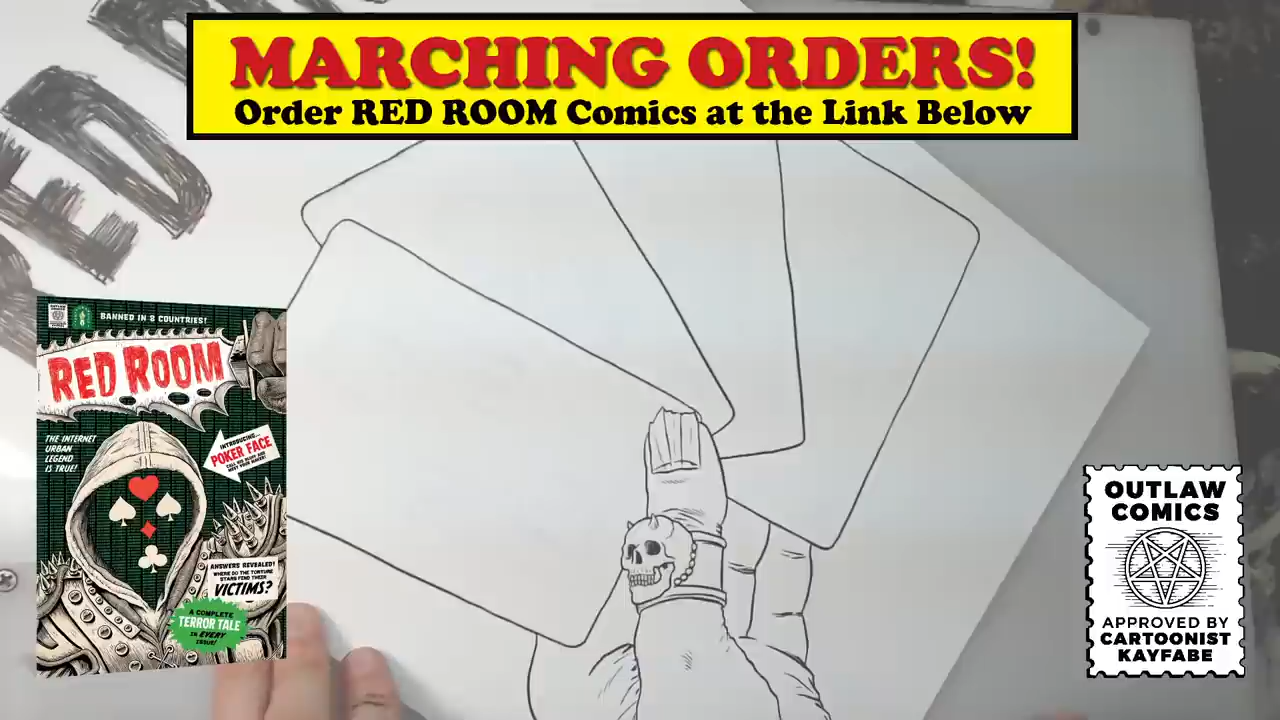 MARCHING ORDERS!
Order RED ROOM Comics at the Link Below
RED
BANNED IN 8 COUNTRIES!
RED ROOM
THE INTERNET
URBAN
LEGEND
IS TRUE!
INTRODUCING...
POKER FACE
ANSWERS REVEALED!
WHERE DO THE TORTURE
STARS FIND THEIR
VICTIMS?
A COMPLETE
TERROR TALE
IN EVERY
ISSUE!
OUTLAW
COMICS
APPROVED BY
CARTOONIST
KAYFABE